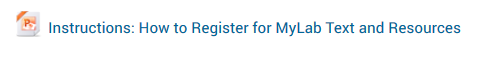 Instructions: How to Register for MyLab Text and Resources